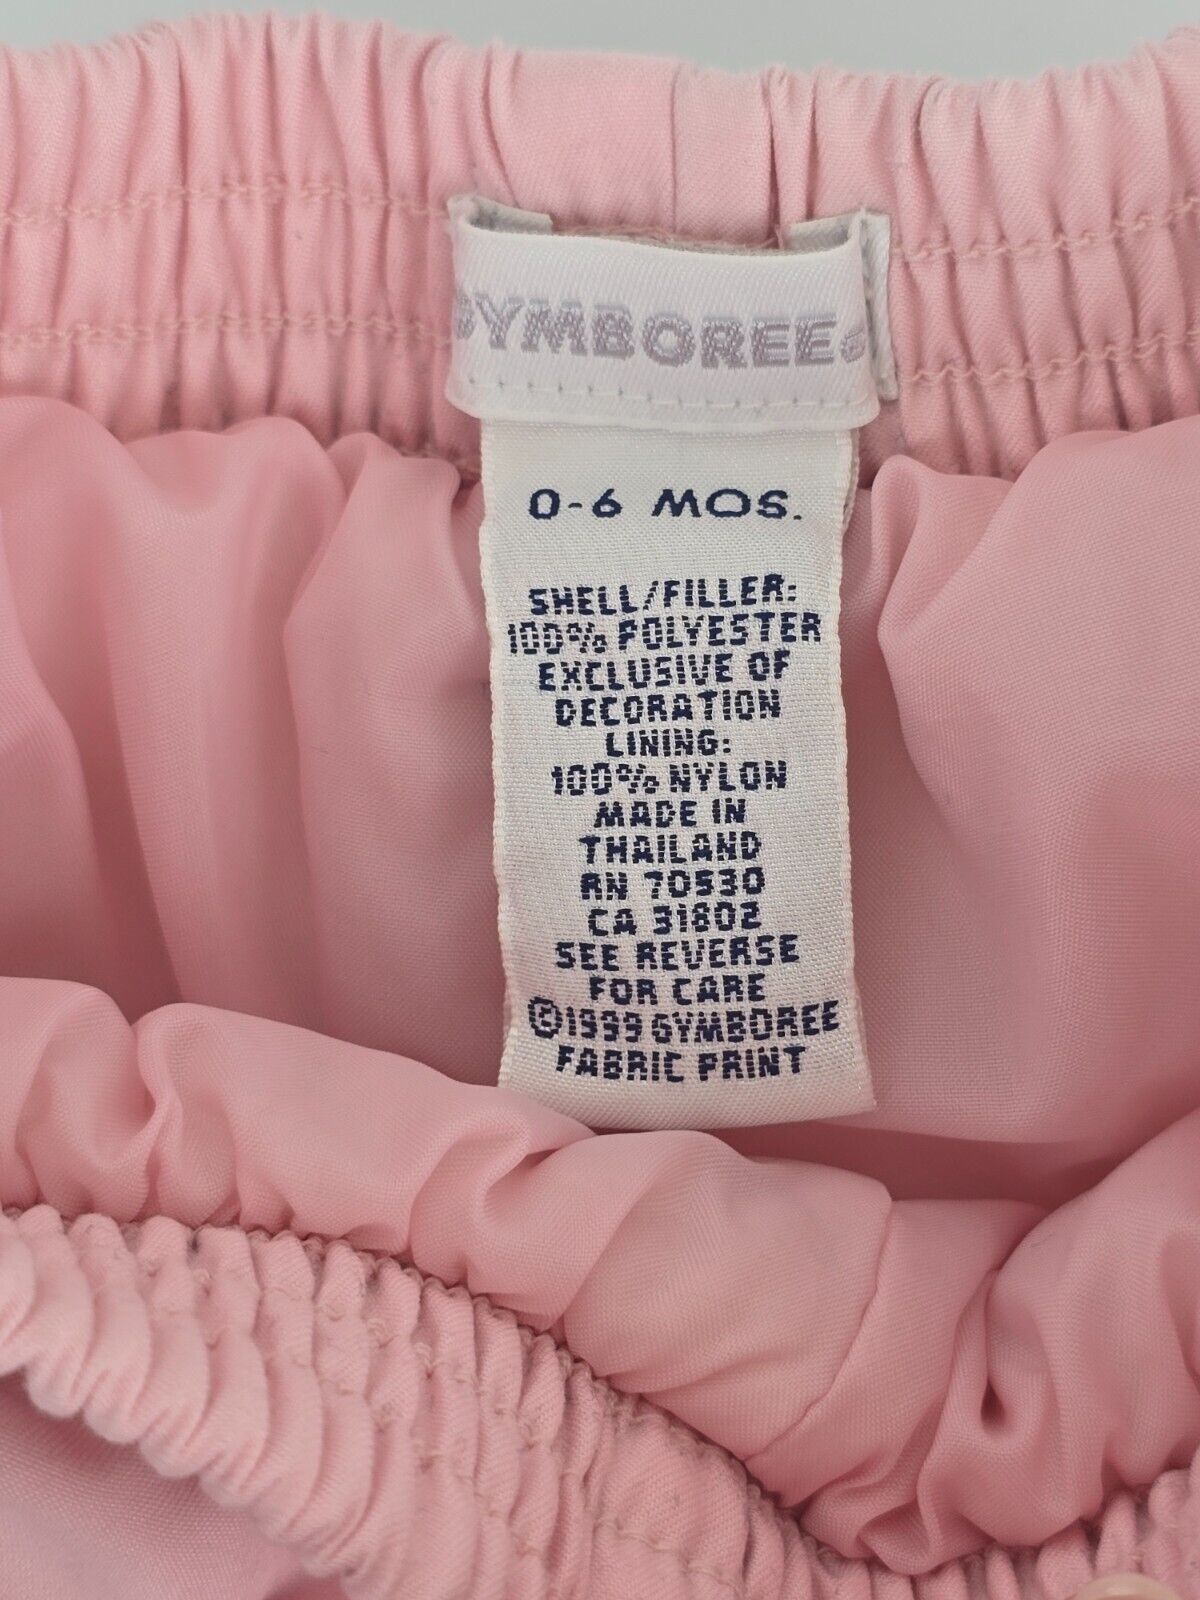 GYMBOREE®
0-6 MOS.
SHELL/FILLER:
100% POLYESTER
EXCLUSIVE OF
DECORATION
LINING:
100% NYLON
MADE IN
THAILAND
RN 70530
CA 31802
SEE REVERSE
FOR CARE
©1999 GYMBOREE
FABRIC PRINT